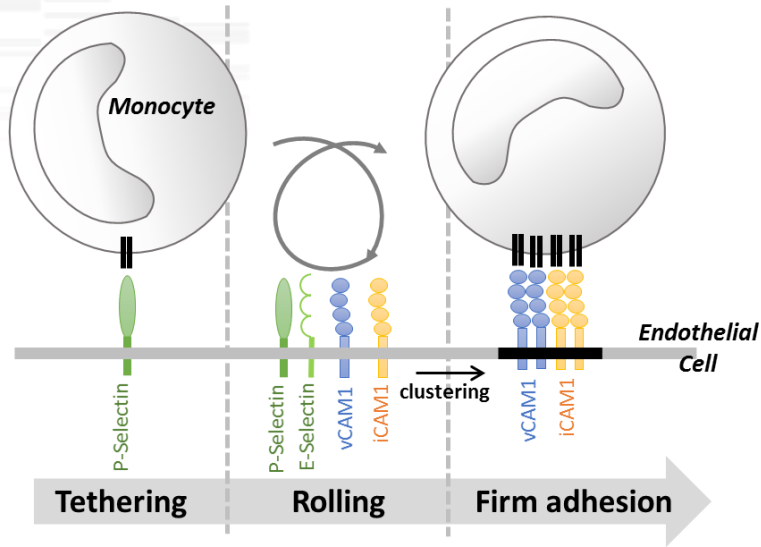 Monocyte
Endothelial
Cell
clustering
P-Selectin
P-Selectin
E-Selectin
vCAM1
iCAM1
vCAM1
iCAM1
Tethering
Rolling
Firm adhesion